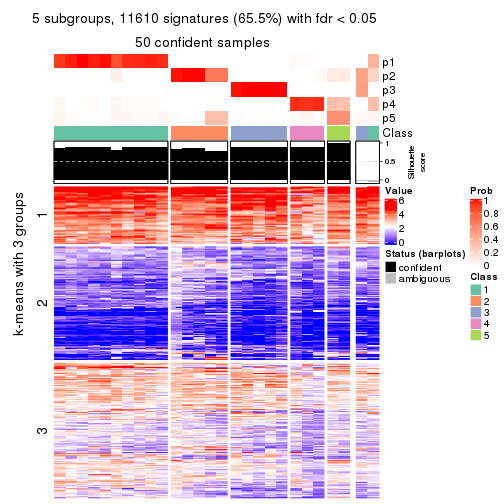 5 subgroups, 11610 signatures (65.5%) with fdr < 0.05
50 confident samples
p1
p2
p3
p4
p5
Class
1
0.5
0
Silhouette
score
k-means with 3 groups
1
2
3
Value
6
4
2
0
Status (barplots)
confident
ambiguous
Prob
1
0.8
0.6
0.4
0.2
0
Class
1
2
3
4
5